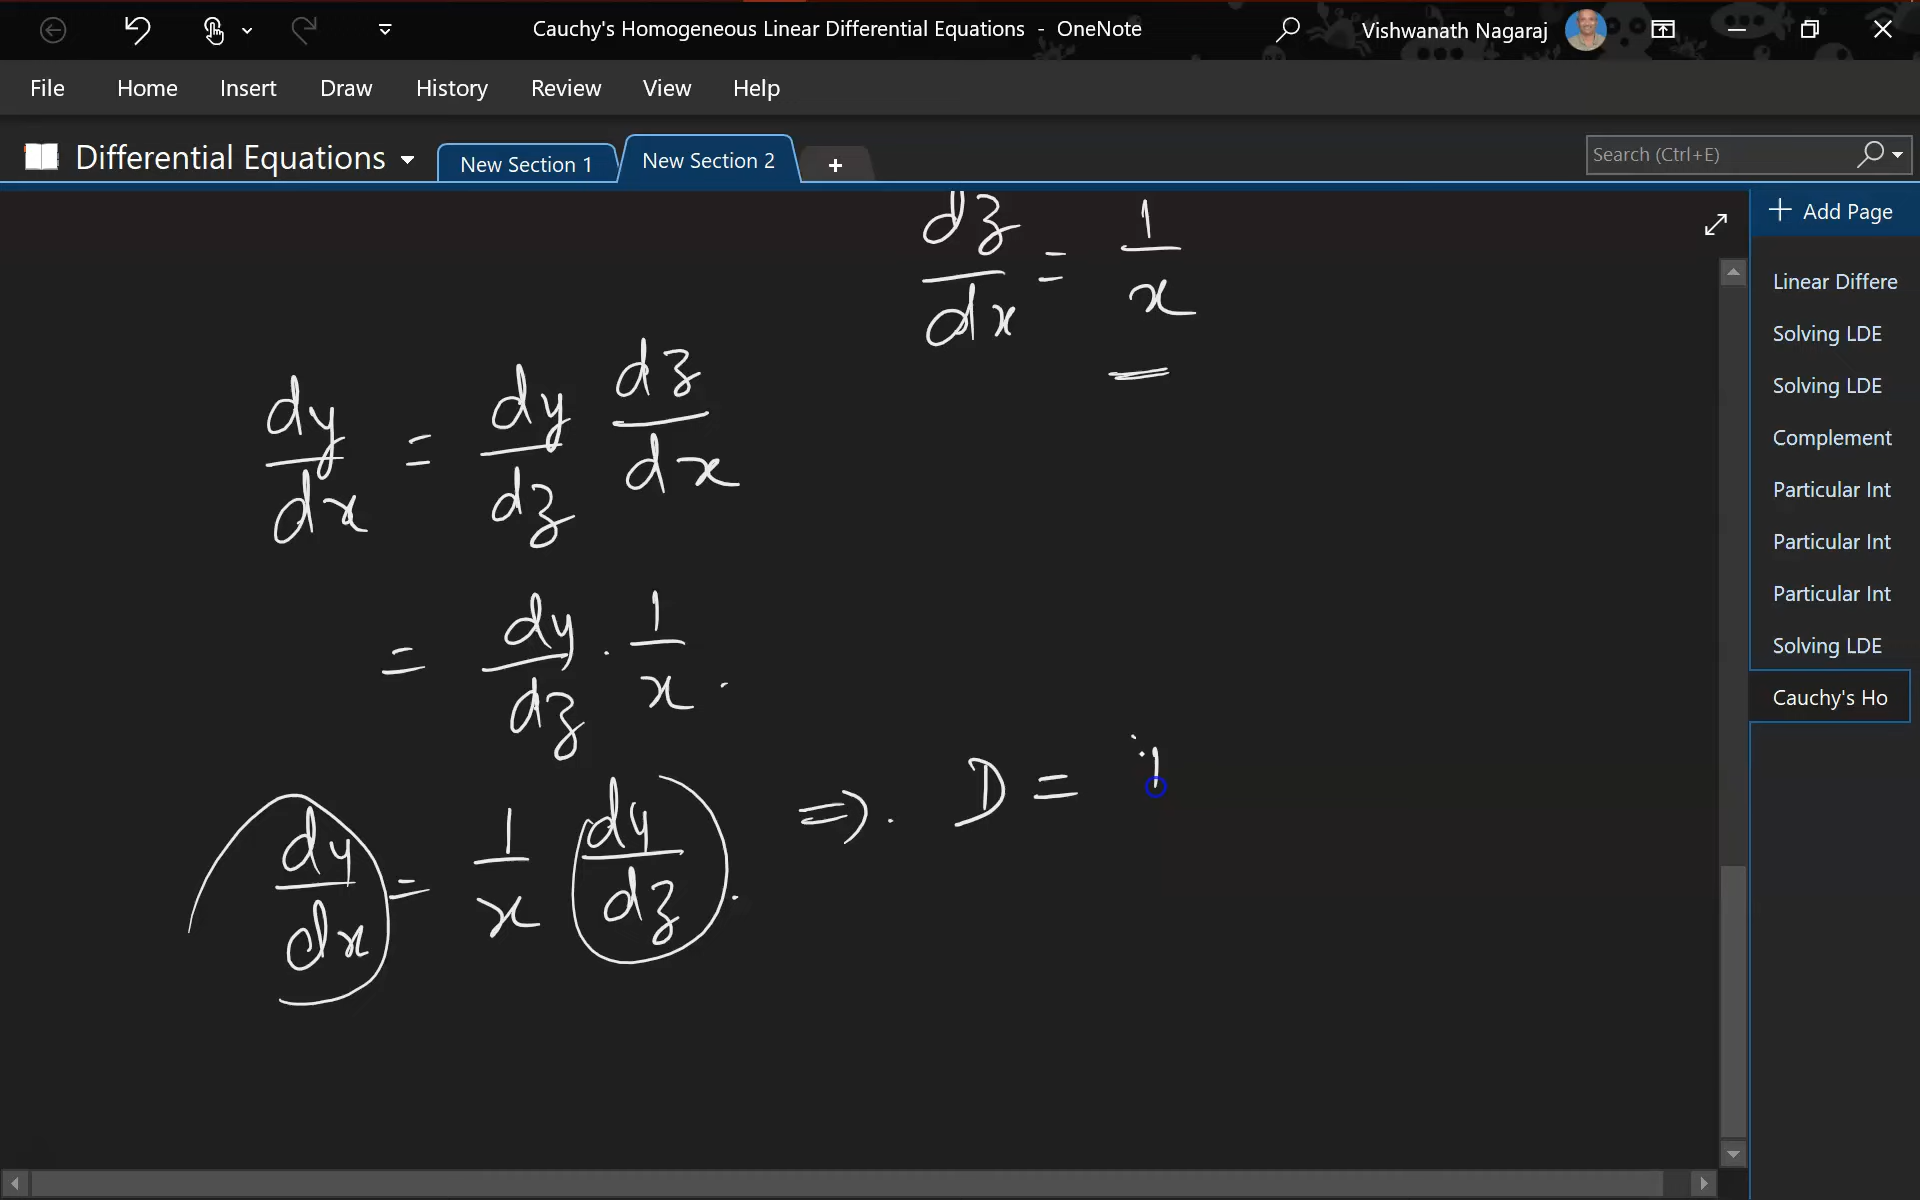 Cauchy's Homogeneous Linear Differential Equations - OneNote
Vishwanath Nagaraj
File Home Insert Draw History Review View Help
Differential Equations
New Section 1
New Section 2
+
Search (Ctrl+E)
Add Page
Linear Differe
Solving LDE
Solving LDE
Complement
Particular Int
Particular Int
Particular Int
Solving LDE
Cauchy's Ho
dz/dx = 1/x
dy/dx = dy/dz dz/dx
= dy/dz . 1/x .
dy/dx = 1/x dy/dz . ⇒ . D = 1